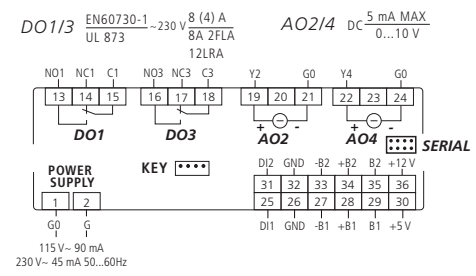 DO1/3 EN60730-1 ~230 V 8 (4) A
UL 873 8A 2FLA
12LRA
AO2/4 DC 5 mA MAX
0...10 V
NO1 NC1 C1 NO3 NC3 C3 Y2 G0 Y4 G0
13 14 15 16 17 18 19 20 21 22 23 24
+ - + -
DO1 DO3 AO2 AO4 SERIAL
KEY
DI2 GND -B2 +B2 B2 +12 V
POWER SUPPLY
31 32 33 34 35 36
1 2 25 26 27 28 29 30
G0 G DI1 GND -B1 +B1 B1 +5 V
115 V~ 90 mA
230 V~ 45 mA 50...60Hz